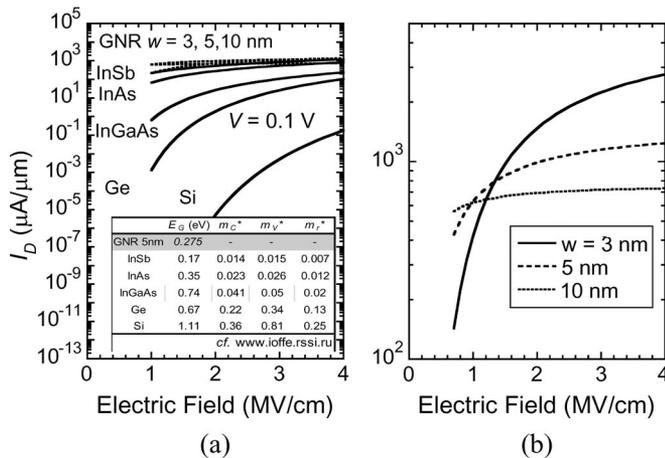 GNR w = 3, 5,10 nm
InSb
InAs
InGaAs
V = 0.1 V
Ge
Si
E_G (eV) m_C* m_V* m_r*
GNR 5nm 0.275 - - -
InSb 0.17 0.014 0.015 0.007
InAs 0.35 0.023 0.026 0.012
InGaAs 0.74 0.041 0.05 0.02
Ge 0.67 0.22 0.34 0.13
Si 1.11 0.36 0.81 0.25
cf. www.ioffe.rssi.ru
10^5
10^3
10^1
10^-1
10^-3
10^-5
10^-7
10^-9
10^-11
10^-13
I_D (µA/µm)
0 1 2 3 4
Electric Field (MV/cm)
(a)
10^3
10^2
w = 3 nm
5 nm
10 nm
0 1 2 3 4
Electric Field (MV/cm)
(b)